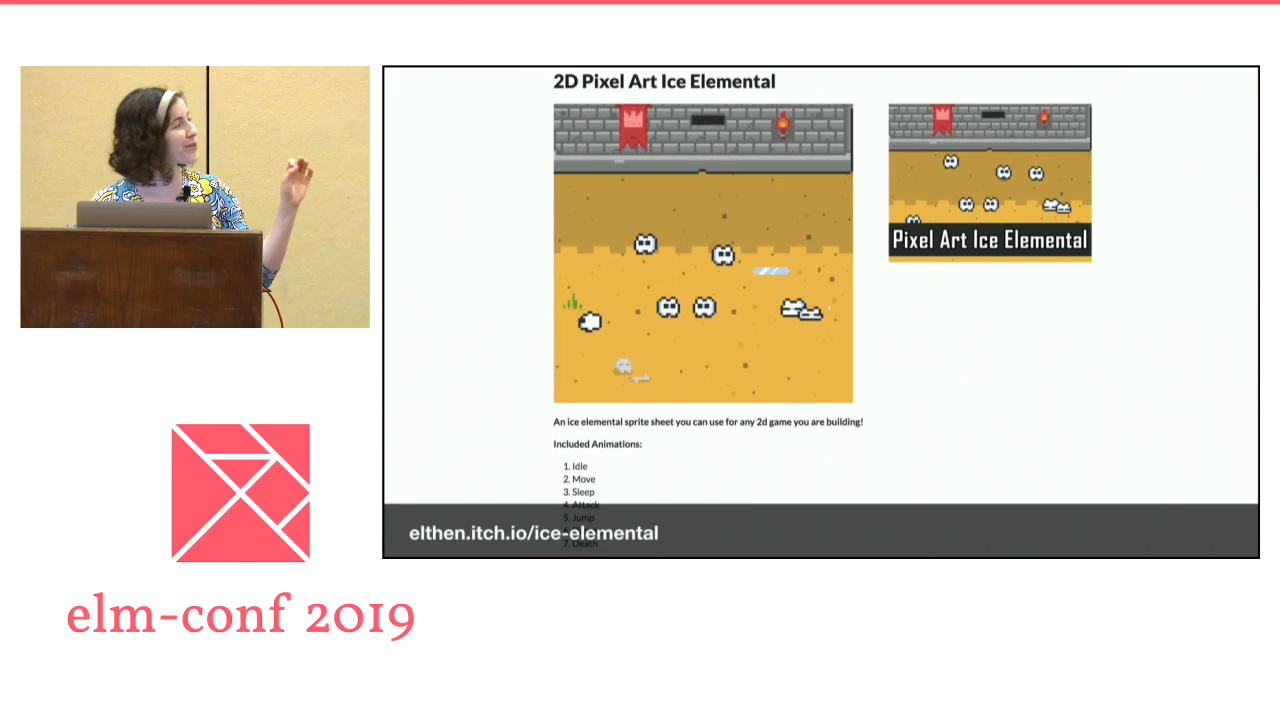 2D Pixel Art Ice Elemental
Pixel Art Ice Elemental
An ice elemental sprite sheet you can use for any 2d game you are building!
Included Animations:
1. Idle
2. Move
3. Sleep
4. Attack
5. Jump
7. Death
elthen.itch.io/ice-elemental
elm-conf 2019